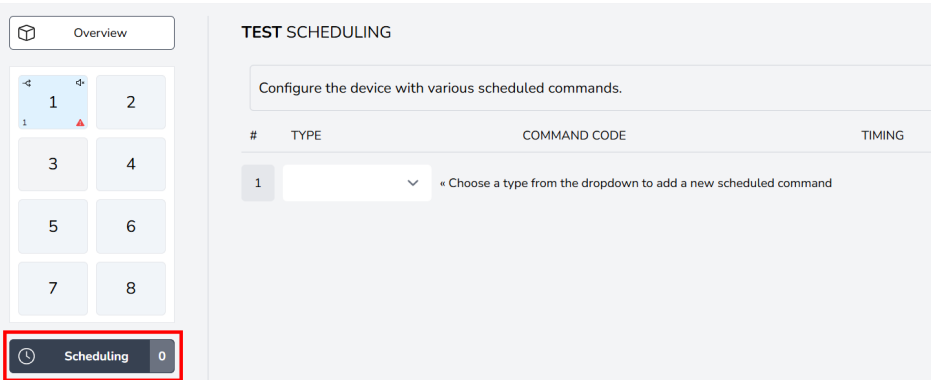 Overview
1
1
2
3
4
5
6
7
8
Scheduling 0
TEST SCHEDULING
Configure the device with various scheduled commands.
# TYPE COMMAND CODE TIMING
1 « Choose a type from the dropdown to add a new scheduled command